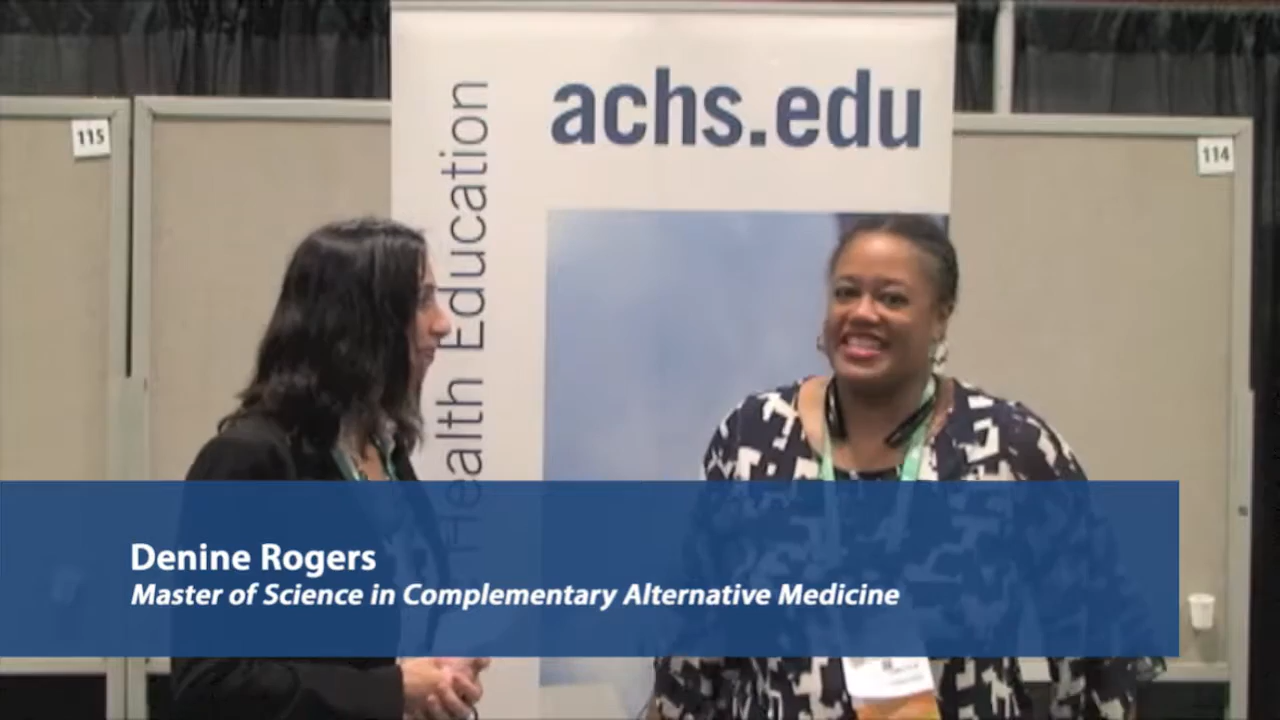 achs.edu
Health Education
115
114
Denine Rogers
Master of Science in Complementary Alternative Medicine